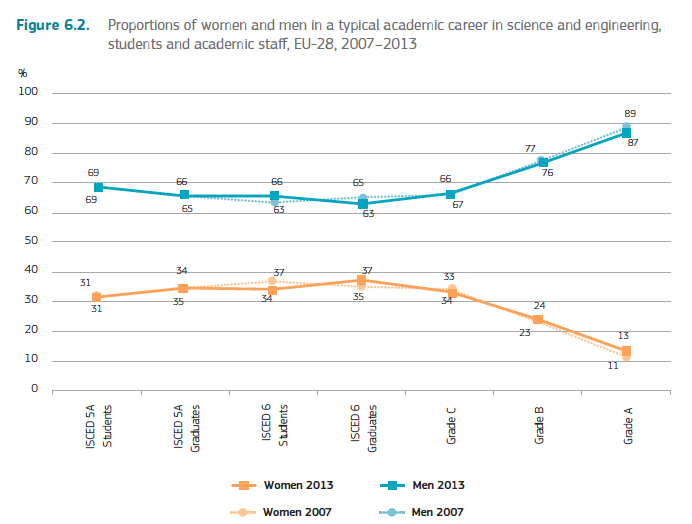 Figure 6.2. Proportions of women and men in a typical academic career in science and engineering,
students and academic staff, EU-28, 2007–2013
%
100
90
80
70
60
50
40
30
20
10
0
69
69
66
65
66
63
65
63
66
67
77
76
89
87
31
31
34
35
37
34
37
35
33
34
24
23
13
11
ISCED 5A
Students
ISCED 5A
Graduates
ISCED 6
Students
ISCED 6
Graduates
Grade C
Grade B
Grade A
Women 2013 Men 2013
Women 2007 Men 2007